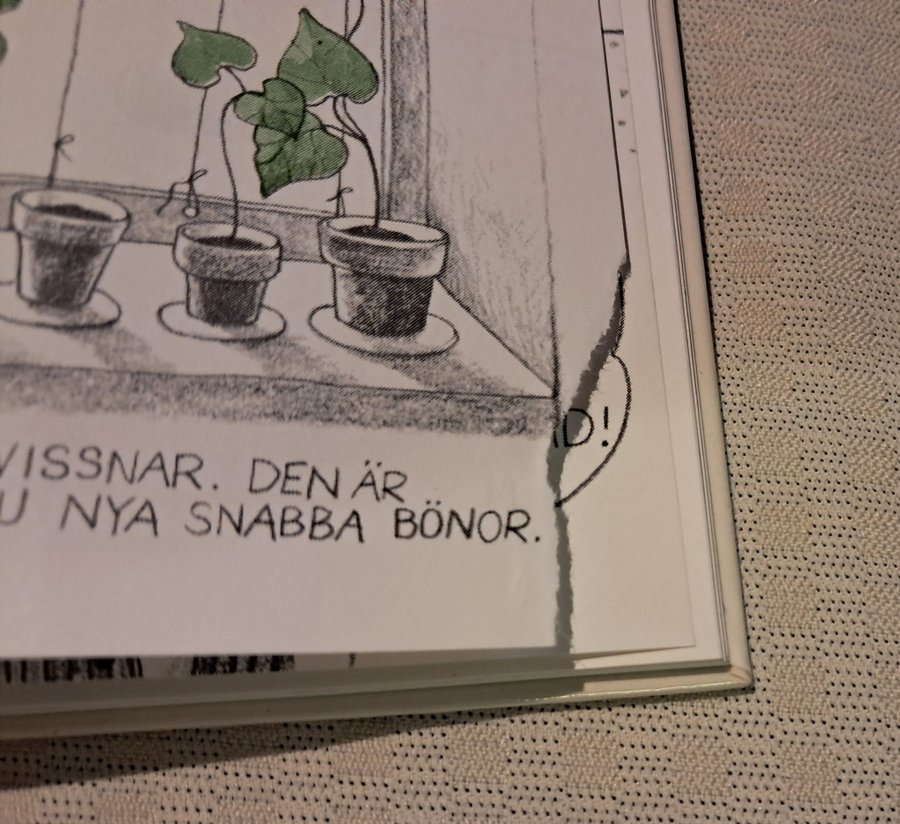 VISSNAR. DEN ÄR
U NYA SNABBA BÖNOR.
D!